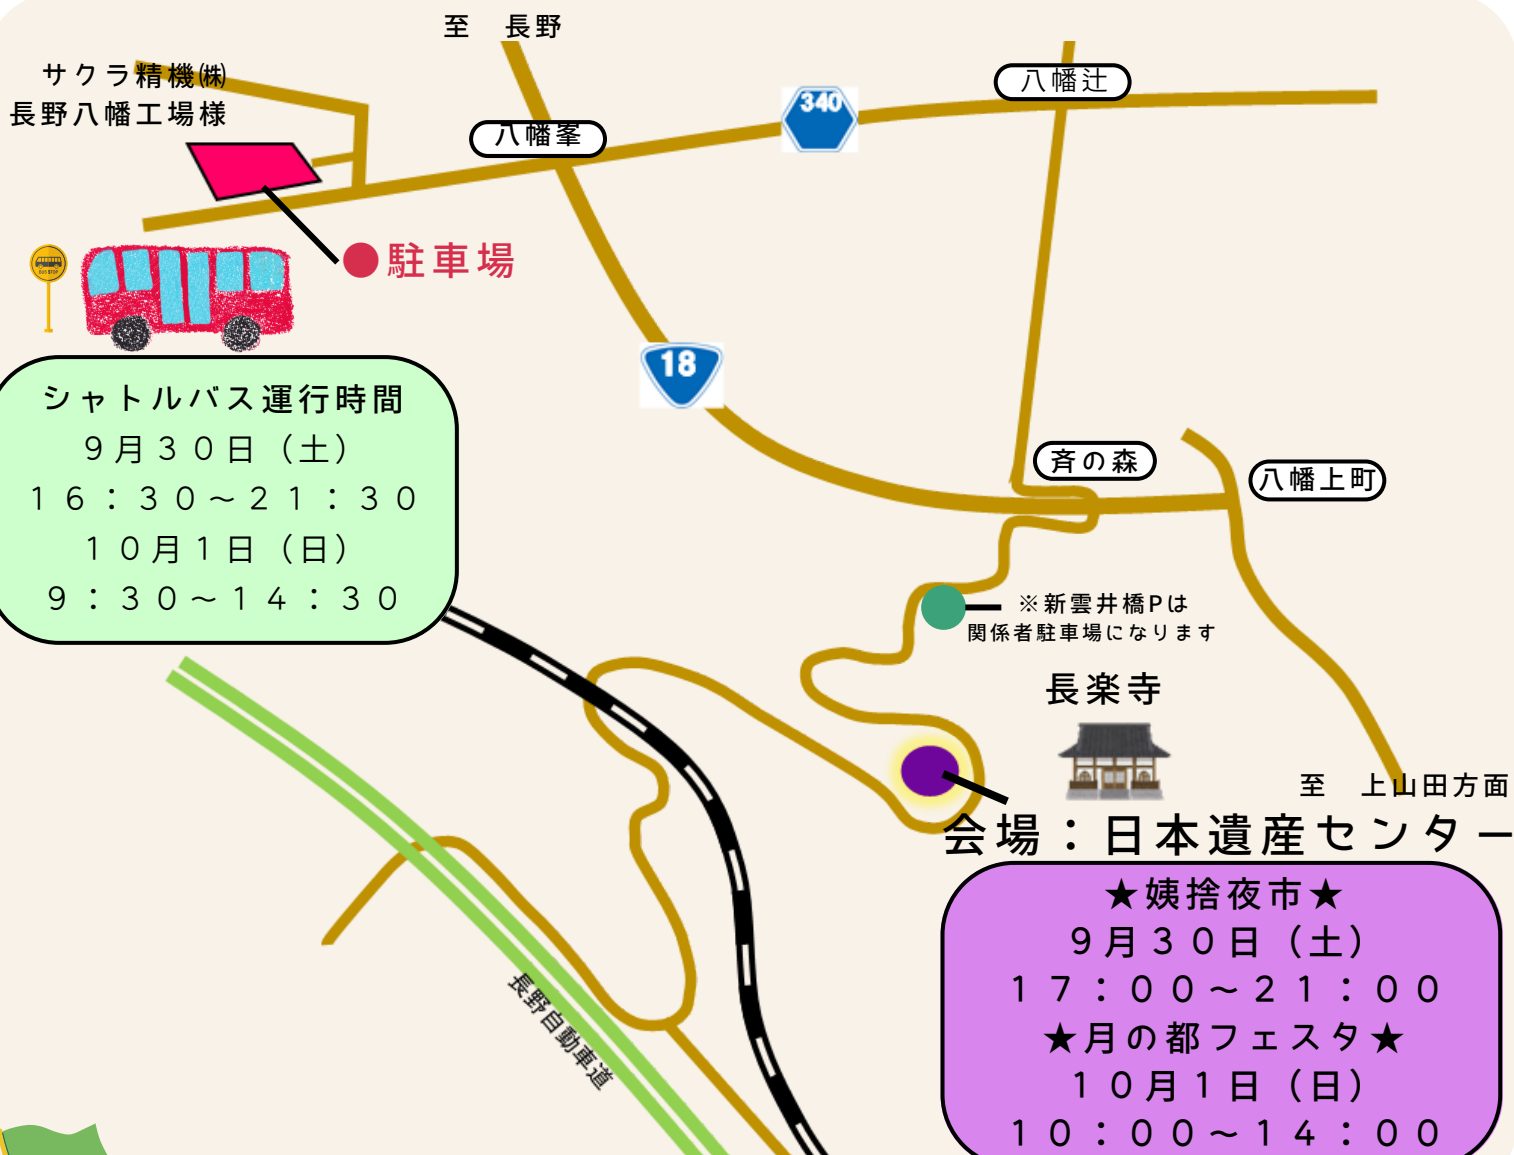 至　長野
サクラ精機㈱
長野八幡工場様
八幡峯
340
八幡辻
●駐車場
BUS STOP
18
シャトルバス運行時間
９月３０日（土）
１６：３０～２１：３０
１０月１日（日）
９：３０～１４：３０
斉の森
八幡上町
※新雲井橋Pは
関係者駐車場になります
長楽寺
至　上山田方面
会場：日本遺産センター
★姨捨夜市★
９月３０日（土）
１７：００～２１：００
★月の都フェスタ★
１０月１日（日）
１０：００～１４：００
長野自動車道